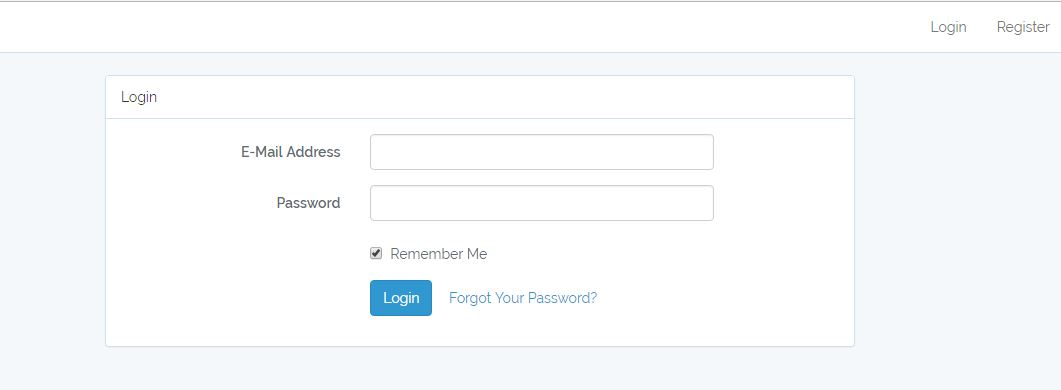 Login Register
Login
E-Mail Address
Password
Remember Me
Login Forgot Your Password?